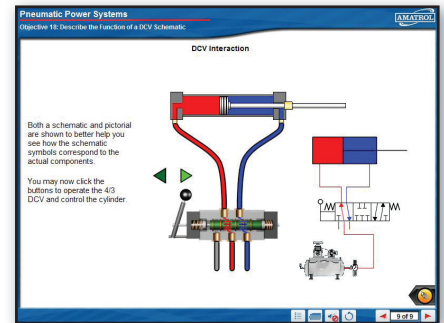 Pneumatic Power Systems
AMATROL
Objective 18: Describe the Function of a DCV Schematic
DCV Interaction
Both a schematic and pictorial
are shown to better help you
see how the schematic
symbols correspond to the
actual components.
You may now click the
buttons to operate the 4/3
DCV and control the cylinder.
9 of 9